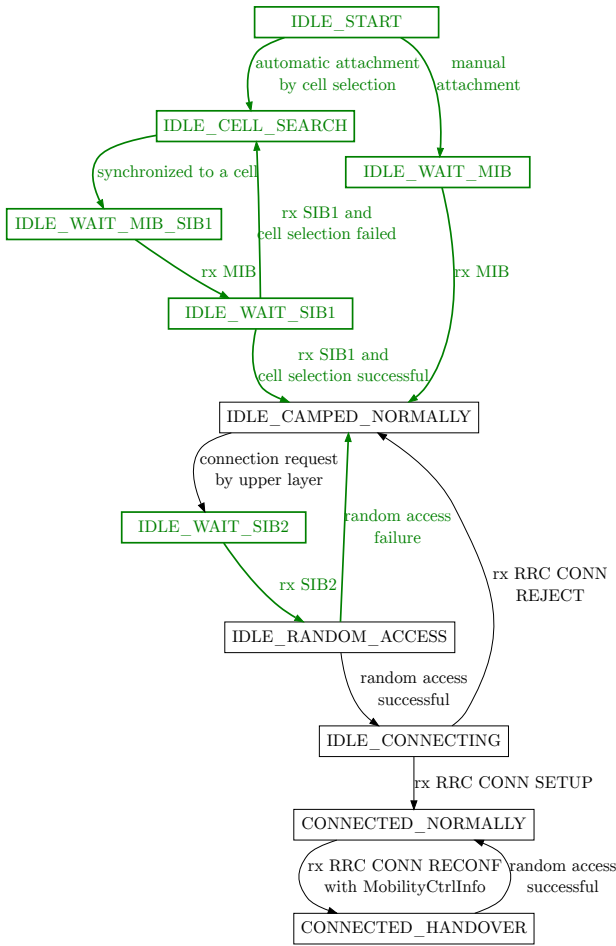 IDLE_START
automatic attachment
by cell selection
manual
attachment
IDLE_CELL_SEARCH
IDLE_WAIT_MIB
synchronized to a cell
IDLE_WAIT_MIB_SIB1
rx SIB1 and
cell selection failed
rx MIB
rx MIB
IDLE_WAIT_SIB1
rx SIB1 and
cell selection successful
IDLE_CAMPED_NORMALLY
connection request
by upper layer
IDLE_WAIT_SIB2
random access
failure
rx SIB2
rx RRC CONN
REJECT
IDLE_RANDOM_ACCESS
random access
successful
IDLE_CONNECTING
rx RRC CONN SETUP
CONNECTED_NORMALLY
rx RRC CONN RECONF
with MobilityCtrlInfo
random access
successful
CONNECTED_HANDOVER